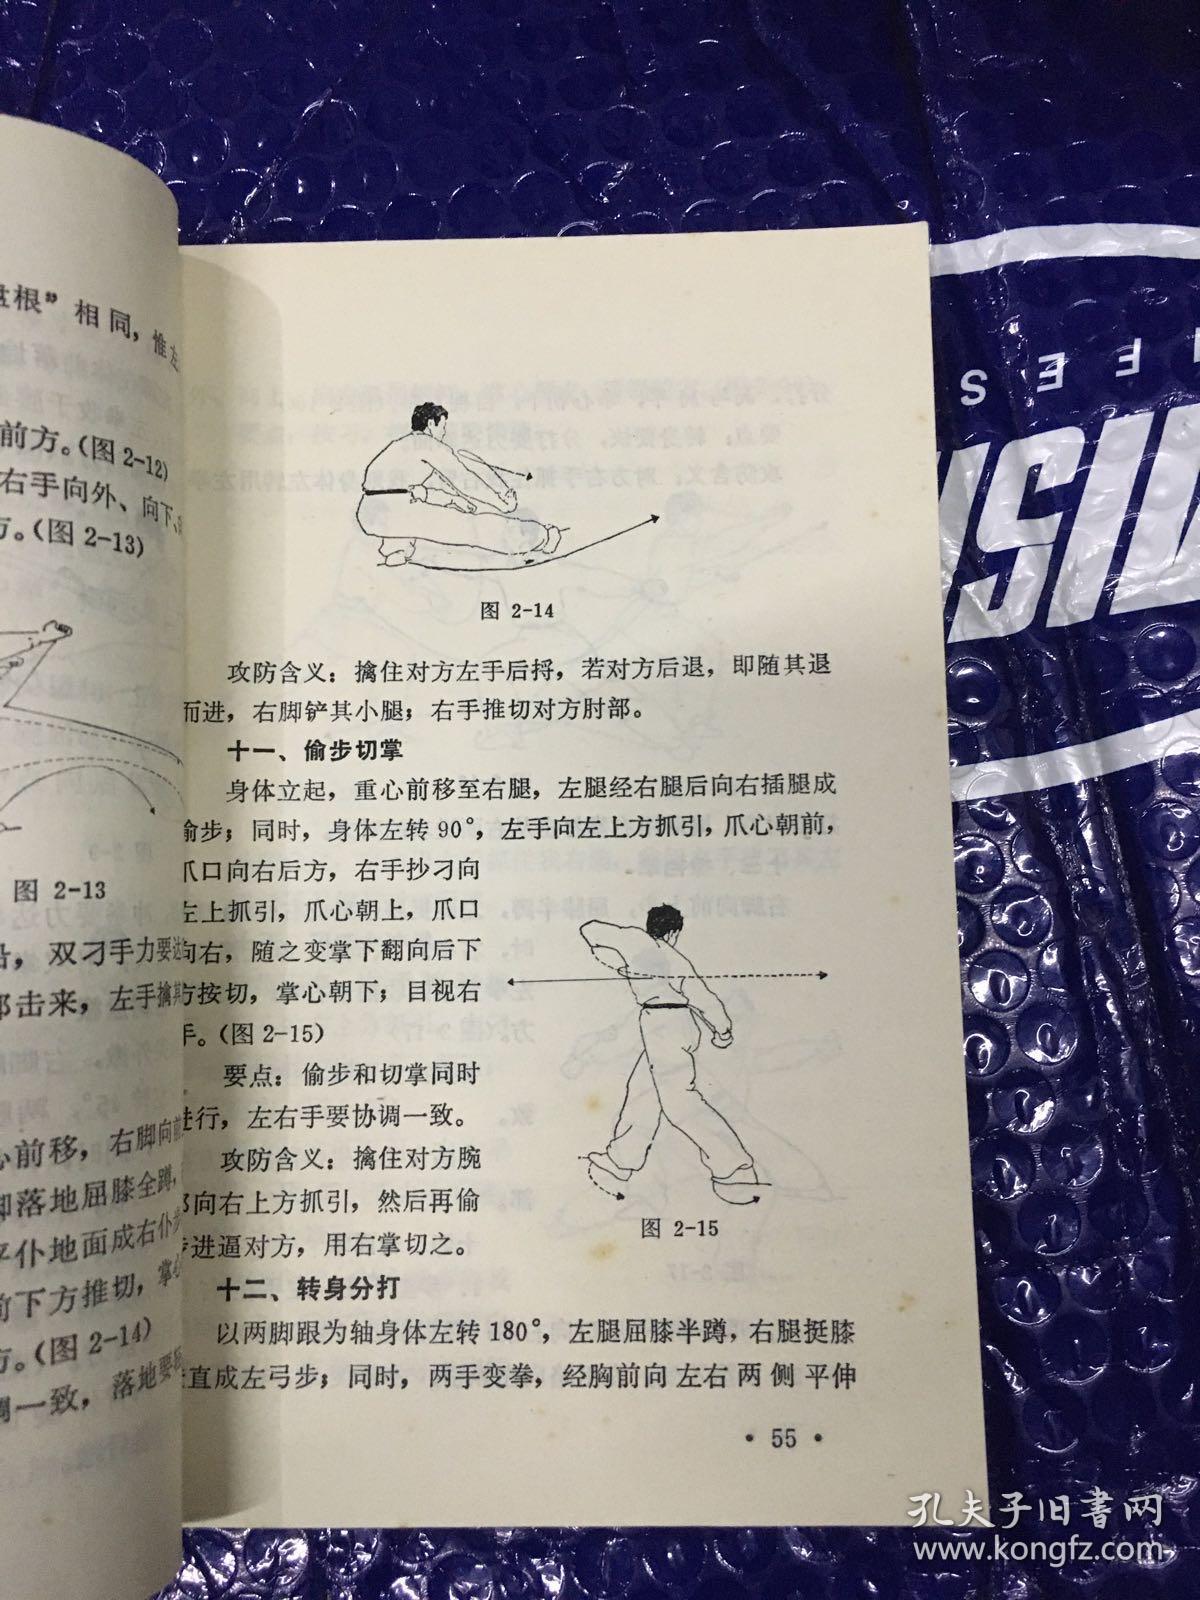 盘根”相同，惟左
前方。（图 2-12）
右手向外、向下、
方。（图 2-13）
图 2-13
双刁手力要达
部击来，左手擒其
心前移，右脚向前
脚落地屈膝全蹲，
平仆地面成右仆步
前下方推切，掌心
方。（图 2-14）
调一致，落地要
图 2-14
攻防含义：擒住对方左手后捋，若对方后退，即随其退
而进，右脚铲其小腿；右手推切对方肘部。
十一、偷步切掌
身体立起，重心前移至右腿，左腿经右腿后向右插腿成
偷步；同时，身体左转 90°，左手向左上方抓引，爪心朝前，
爪口向右后方，右手抄刁向
左上抓引，爪心朝上，爪口
向右，随之变掌下翻向后下
方按切，掌心朝下；目视右
手。（图 2-15）
要点：偷步和切掌同时
进行，左右手要协调一致。
攻防含义：擒住对方腕
部向右上方抓引，然后再偷
步进逼对方，用右掌切之。
图 2-15
十二、转身分打
以两脚跟为轴身体左转 180°，左腿屈膝半蹲，右腿挺膝
直成左弓步；同时，两手变拳，经胸前向左右两侧平伸
• 55 •
孔夫子旧书网
www.kongfz.com